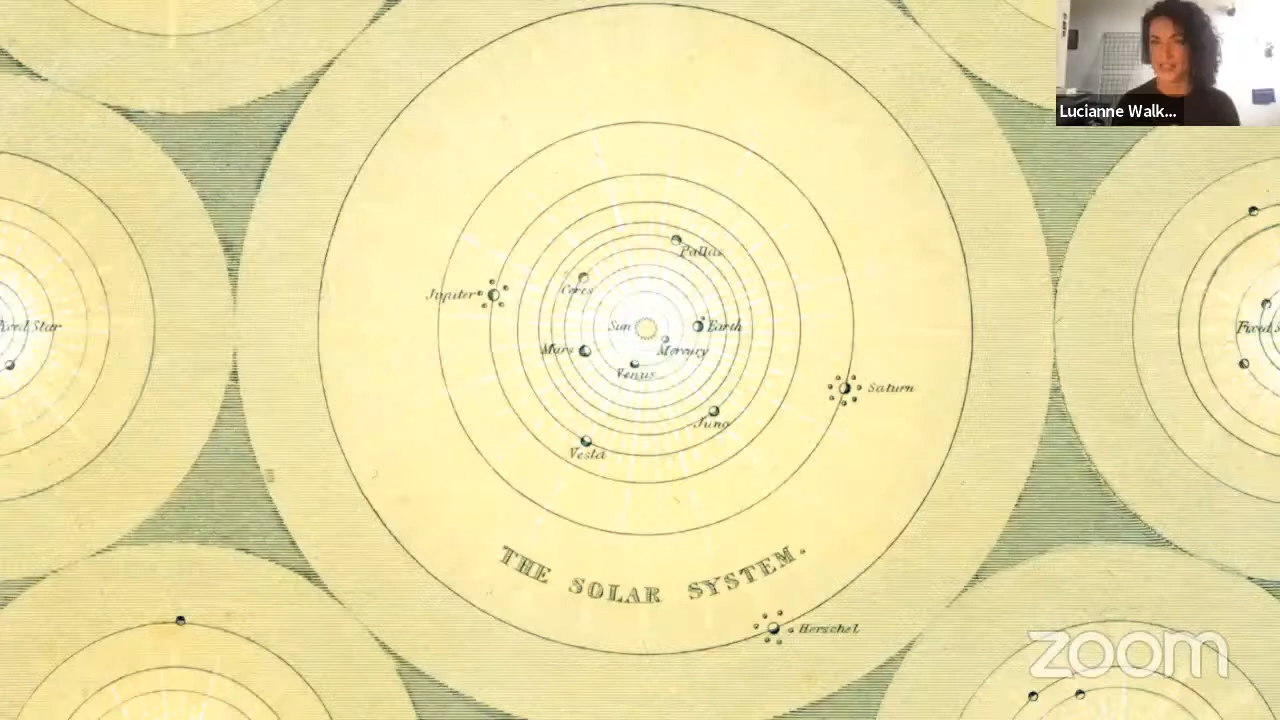 Lucianne Walk...
Pallas
Ceres
Jupiter
Sun
Earth
Fixed Star
Fixed S
Mars
Mercury
Venus
Saturn
Juno
Vesta
THE SOLAR SYSTEM.
Herschel
zoom